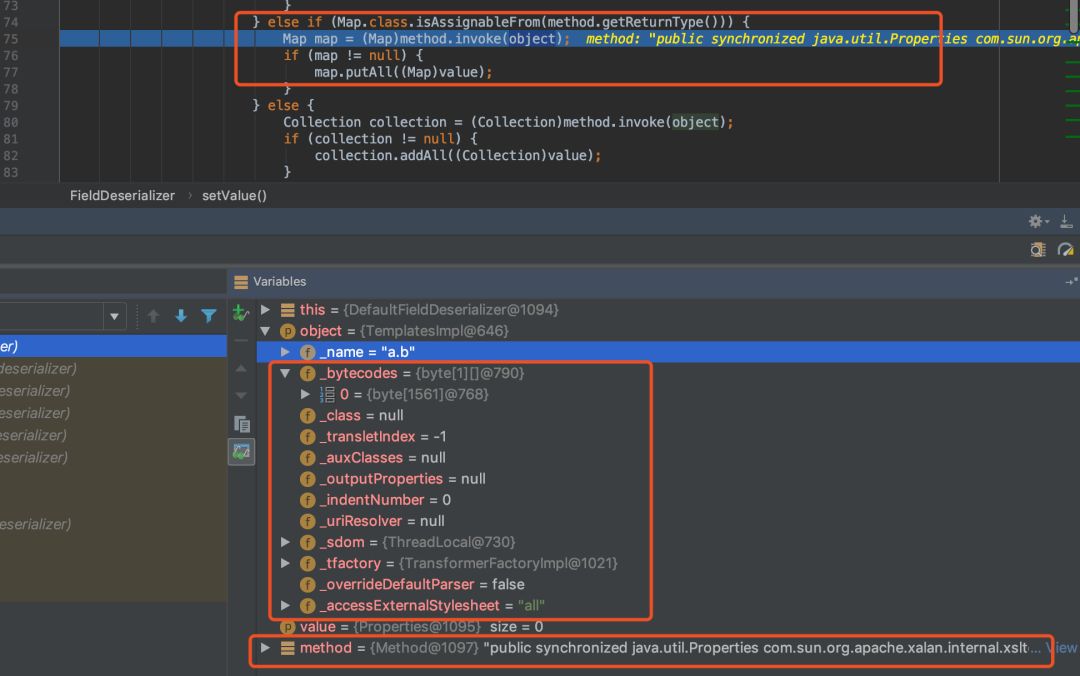 73 }
74 } else if (Map.class.isAssignableFrom(method.getReturnType())) {
75 Map map = (Map)method.invoke(object); method: "public synchronized java.util.Properties com.sun.org.ap
76 if (map != null) {
77 map.putAll((Map)value);
78 }
79 } else {
80 Collection collection = (Collection)method.invoke(object);
81 if (collection != null) {
82 collection.addAll((Collection)value);
83 }
FieldDeserializer › setValue()
Variables
this = {DefaultFieldDeserializer@1094}
object = {TemplatesImpl@646}
er)
_name = "a.b"
deserializer)
_bytecodes = {byte[1][]@790}
eserializer)
0 = {byte[1561]@768}
eserializer)
_class = null
eserializer)
_transletIndex = -1
eserializer)
_auxClasses = null
_outputProperties = null
_indentNumber = 0
eserializer)
_uriResolver = null
_sdom = {ThreadLocal@730}
_tfactory = {TransformerFactoryImpl@1021}
_overrideDefaultParser = false
_accessExternalStylesheet = "all"
value = {Properties@1095} size = 0
method = {Method@1097} "public synchronized java.util.Properties com.sun.org.apache.xalan.internal.xslt... View